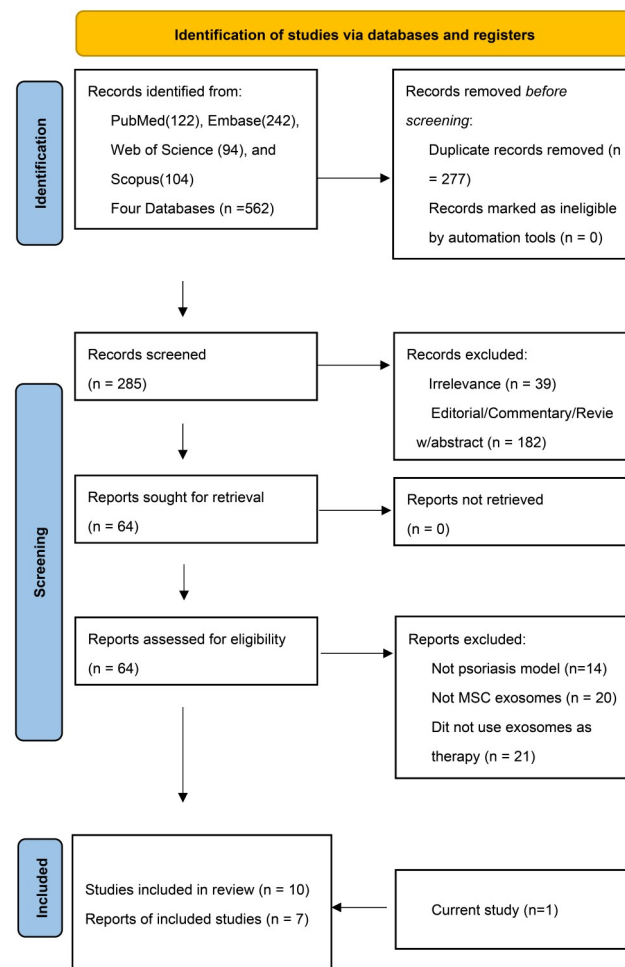 Identification of studies via databases and registers
Identification
Records identified from:
PubMed(122), Embase(242),
Web of Science (94), and
Scopus(104)
Four Databases (n =562)
Records removed before
screening:
Duplicate records removed (n
= 277)
Records marked as ineligible
by automation tools (n = 0)
Screening
Records screened
(n = 285)
Records excluded:
Irrelevance (n = 39)
Editorial/Commentary/Revie
w/abstract (n = 182)
Reports sought for retrieval
(n = 64)
Reports not retrieved
(n = 0)
Reports assessed for eligibility
(n = 64)
Reports excluded:
Not psoriasis model (n=14)
Not MSC exosomes (n = 20)
Dit not use exosomes as
therapy (n = 21)
Included
Studies included in review (n = 10)
Reports of included studies (n = 7)
Current study (n=1)